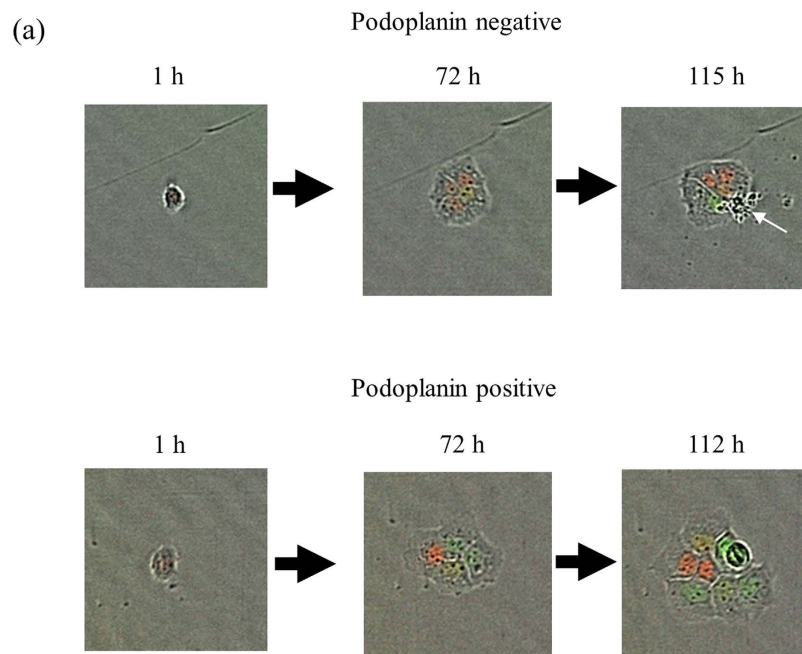 (a)
Podoplanin negative
1 h 72 h 115 h
Podoplanin positive
1 h 72 h 112 h